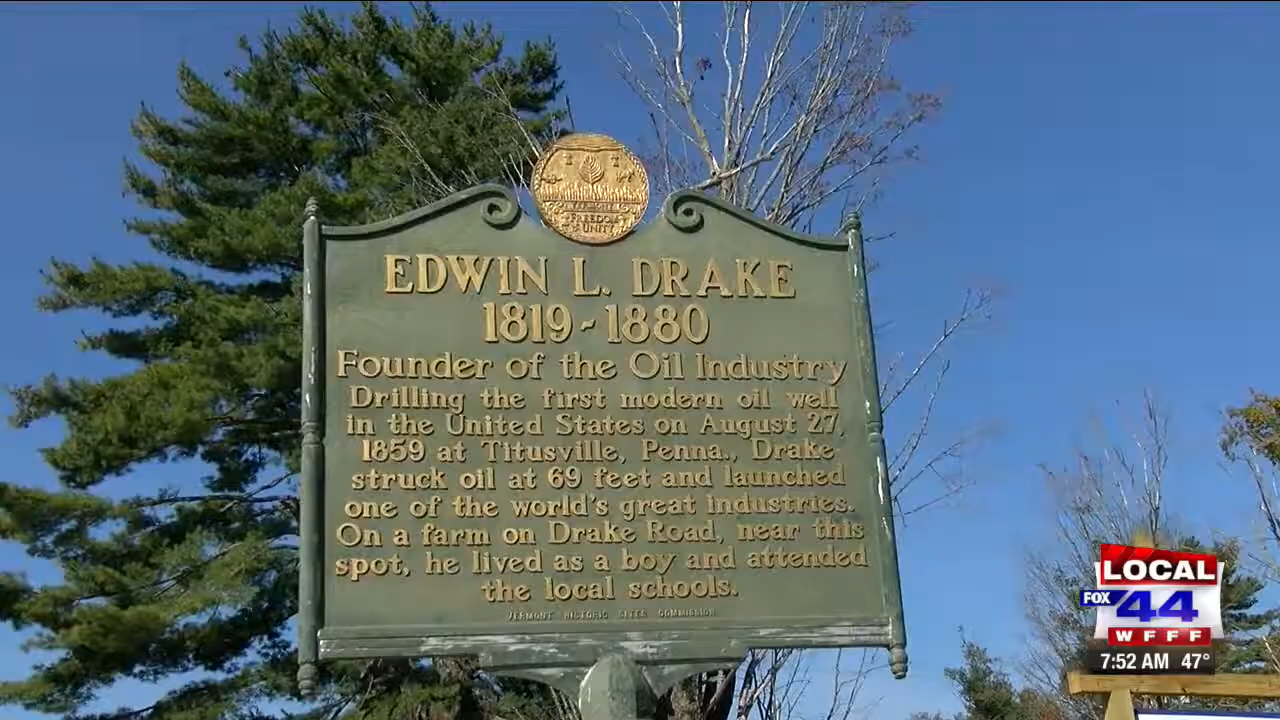 VERMONT
FREEDOM
& UNITY
EDWIN L. DRAKE
1819-1880
Founder of the Oil Industry
Drilling the first modern oil well
in the United States on August 27,
1859 at Titusville, Penna., Drake
struck oil at 69 feet and launched
one of the world's great industries.
On a farm on Drake Road, near this
spot, he lived as a boy and attended
the local schools.
VERMONT HISTORIC SITES COMMISSION
LOCAL
FOX 44
WFFF
7:52 AM 47°